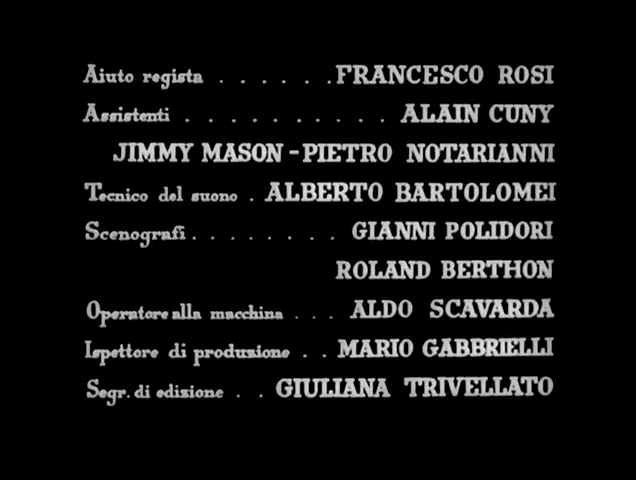 Aiuto regista . . . . . . FRANCESCO ROSI
Assistenti . . . . . . . . . . ALAIN CUNY
JIMMY MASON - PIETRO NOTARIANNI
Tecnico del suono . ALBERTO BARTOLOMEI
Scenografi . . . . . . . . GIANNI POLIDORI
ROLAND BERTHON
Operatore alla macchina . . . ALDO SCAVARDA
Ispettore di produzione . . MARIO GABBRIELLI
Segr. di edizione . . GIULIANA TRIVELLATO